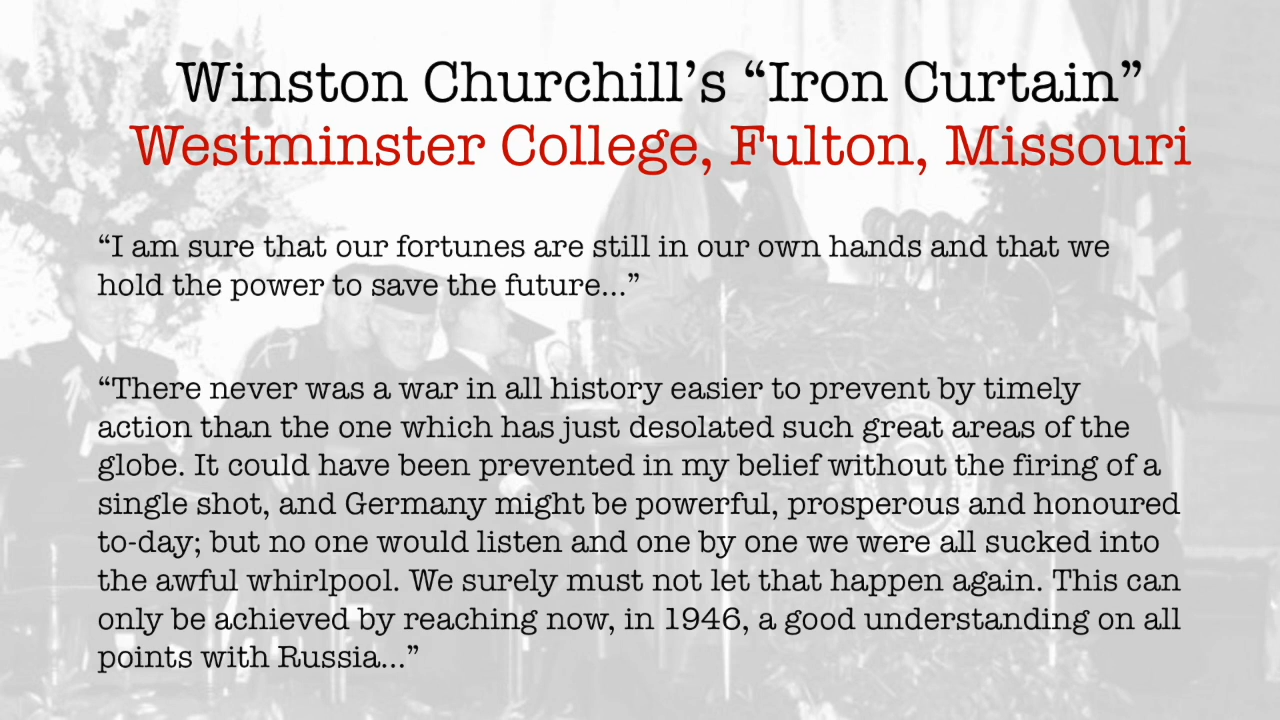 Winston Churchill’s “Iron Curtain”
Westminster College, Fulton, Missouri
“I am sure that our fortunes are still in our own hands and that we
hold the power to save the future...”
“There never was a war in all history easier to prevent by timely
action than the one which has just desolated such great areas of the
globe. It could have been prevented in my belief without the firing of a
single shot, and Germany might be powerful, prosperous and honoured
to-day; but no one would listen and one by one we were all sucked into
the awful whirlpool. We surely must not let that happen again. This can
only be achieved by reaching now, in 1946, a good understanding on all
points with Russia...”